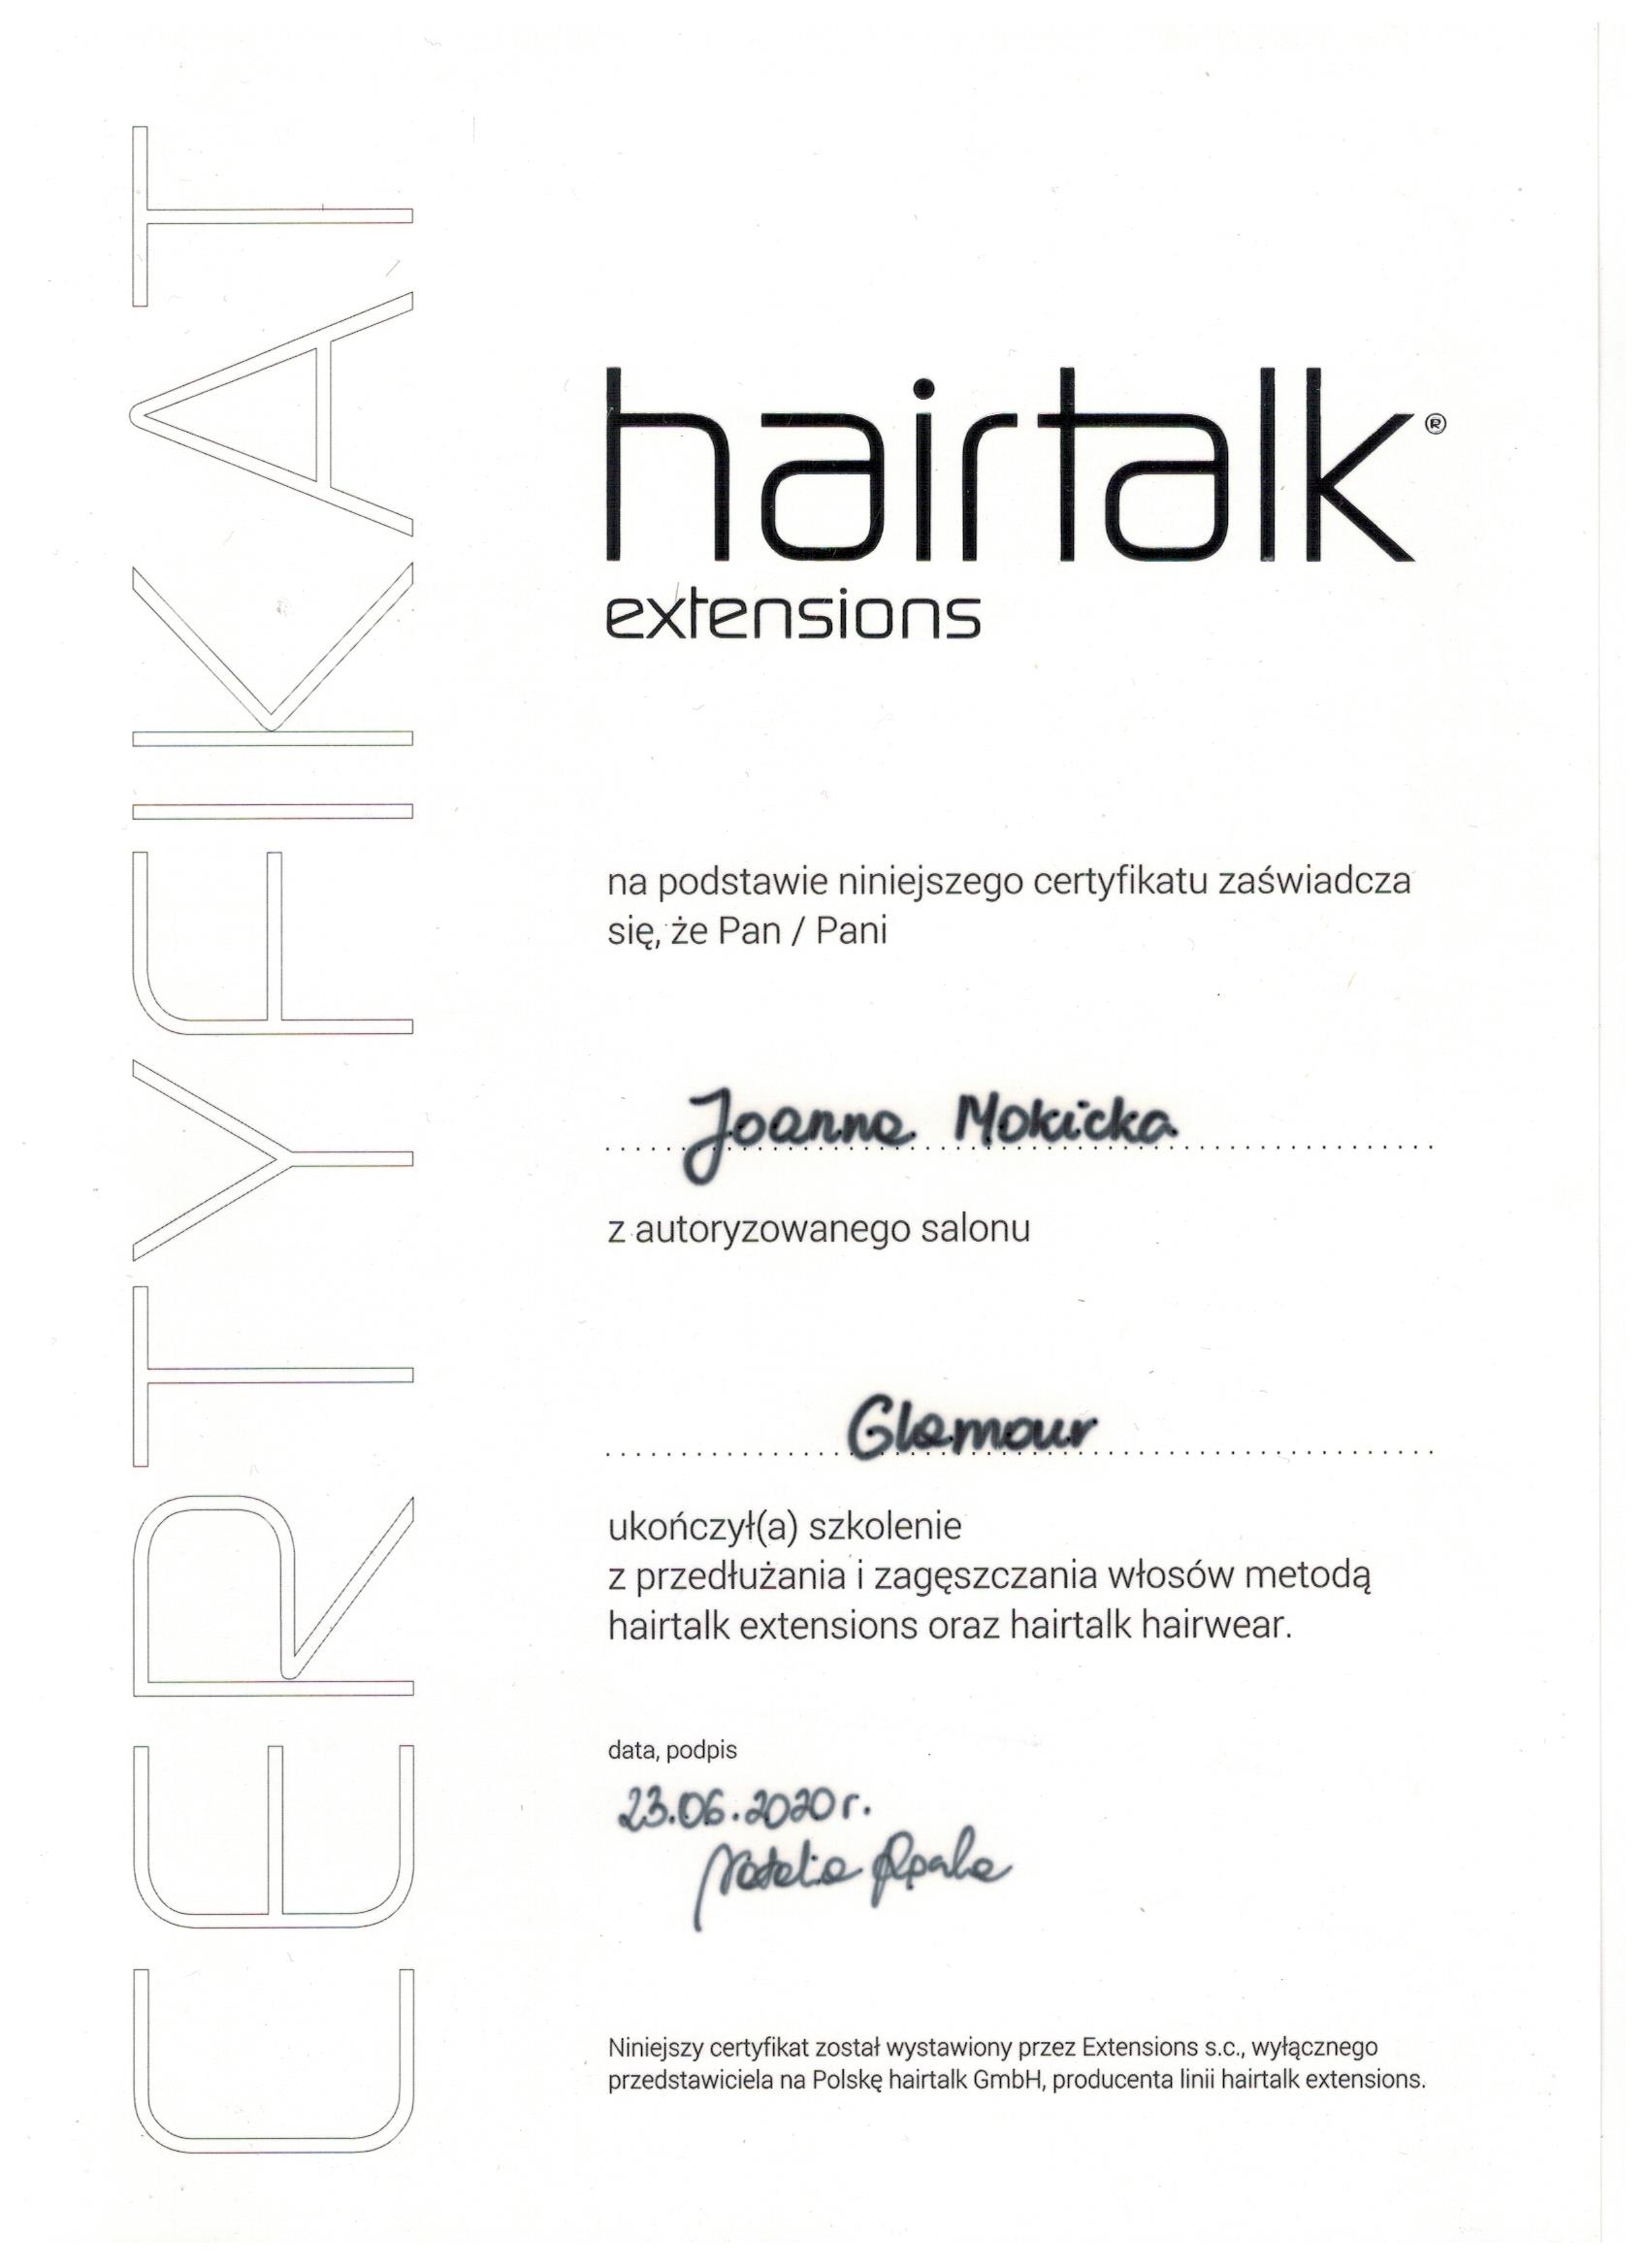 CERTYFIKAT
hairtalk®
extensions
na podstawie niniejszego certyfikatu zaświadcza
się, że Pan / Pani
Joanna Mokicka
z autoryzowanego salonu
Glamour
ukończył(a) szkolenie
z przedłużania i zagęszczania włosów metodą
hairtalk extensions oraz hairtalk hairwear.
data, podpis
23.06.2020 r.
Natalia
Niniejszy certyfikat został wystawiony przez Extensions s.c., wyłącznego
przedstawiciela na Polskę hairtalk GmbH, producenta linii hairtalk extensions.